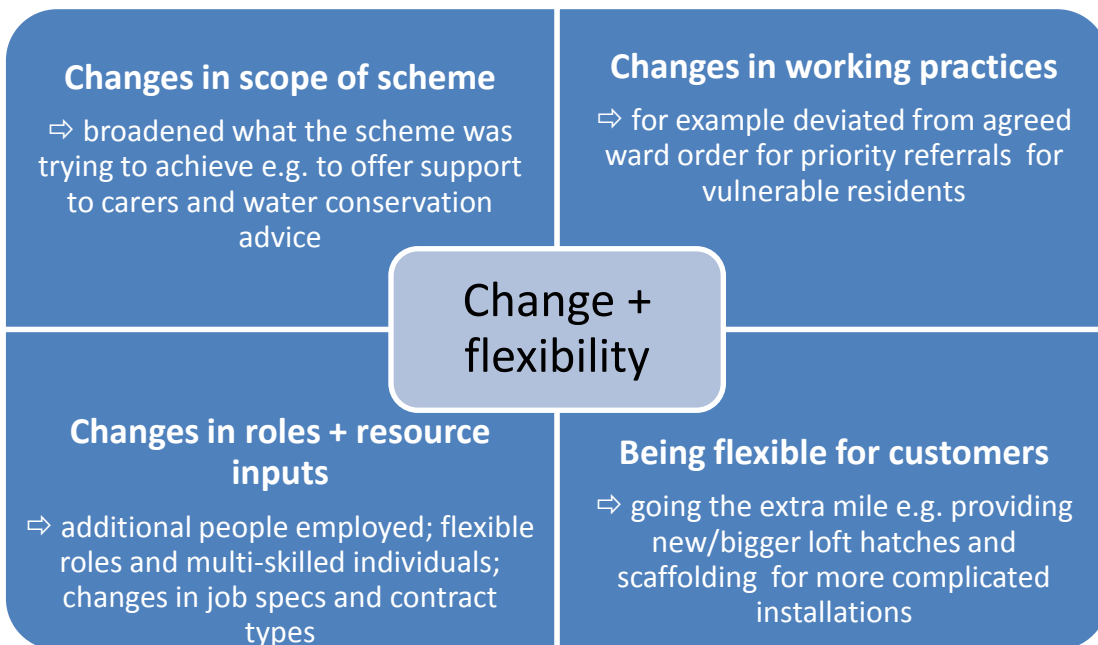 Changes in scope of scheme
⇨ broadened what the scheme was
trying to achieve e.g. to offer support
to carers and water conservation
advice
Changes in working practices
⇨ for example deviated from agreed
ward order for priority referrals for
vulnerable residents
Change +
flexibility
Changes in roles + resource
inputs
⇨ additional people employed; flexible
roles and multi-skilled individuals;
changes in job specs and contract
types
Being flexible for customers
⇨ going the extra mile e.g. providing
new/bigger loft hatches and
scaffolding for more complicated
installations